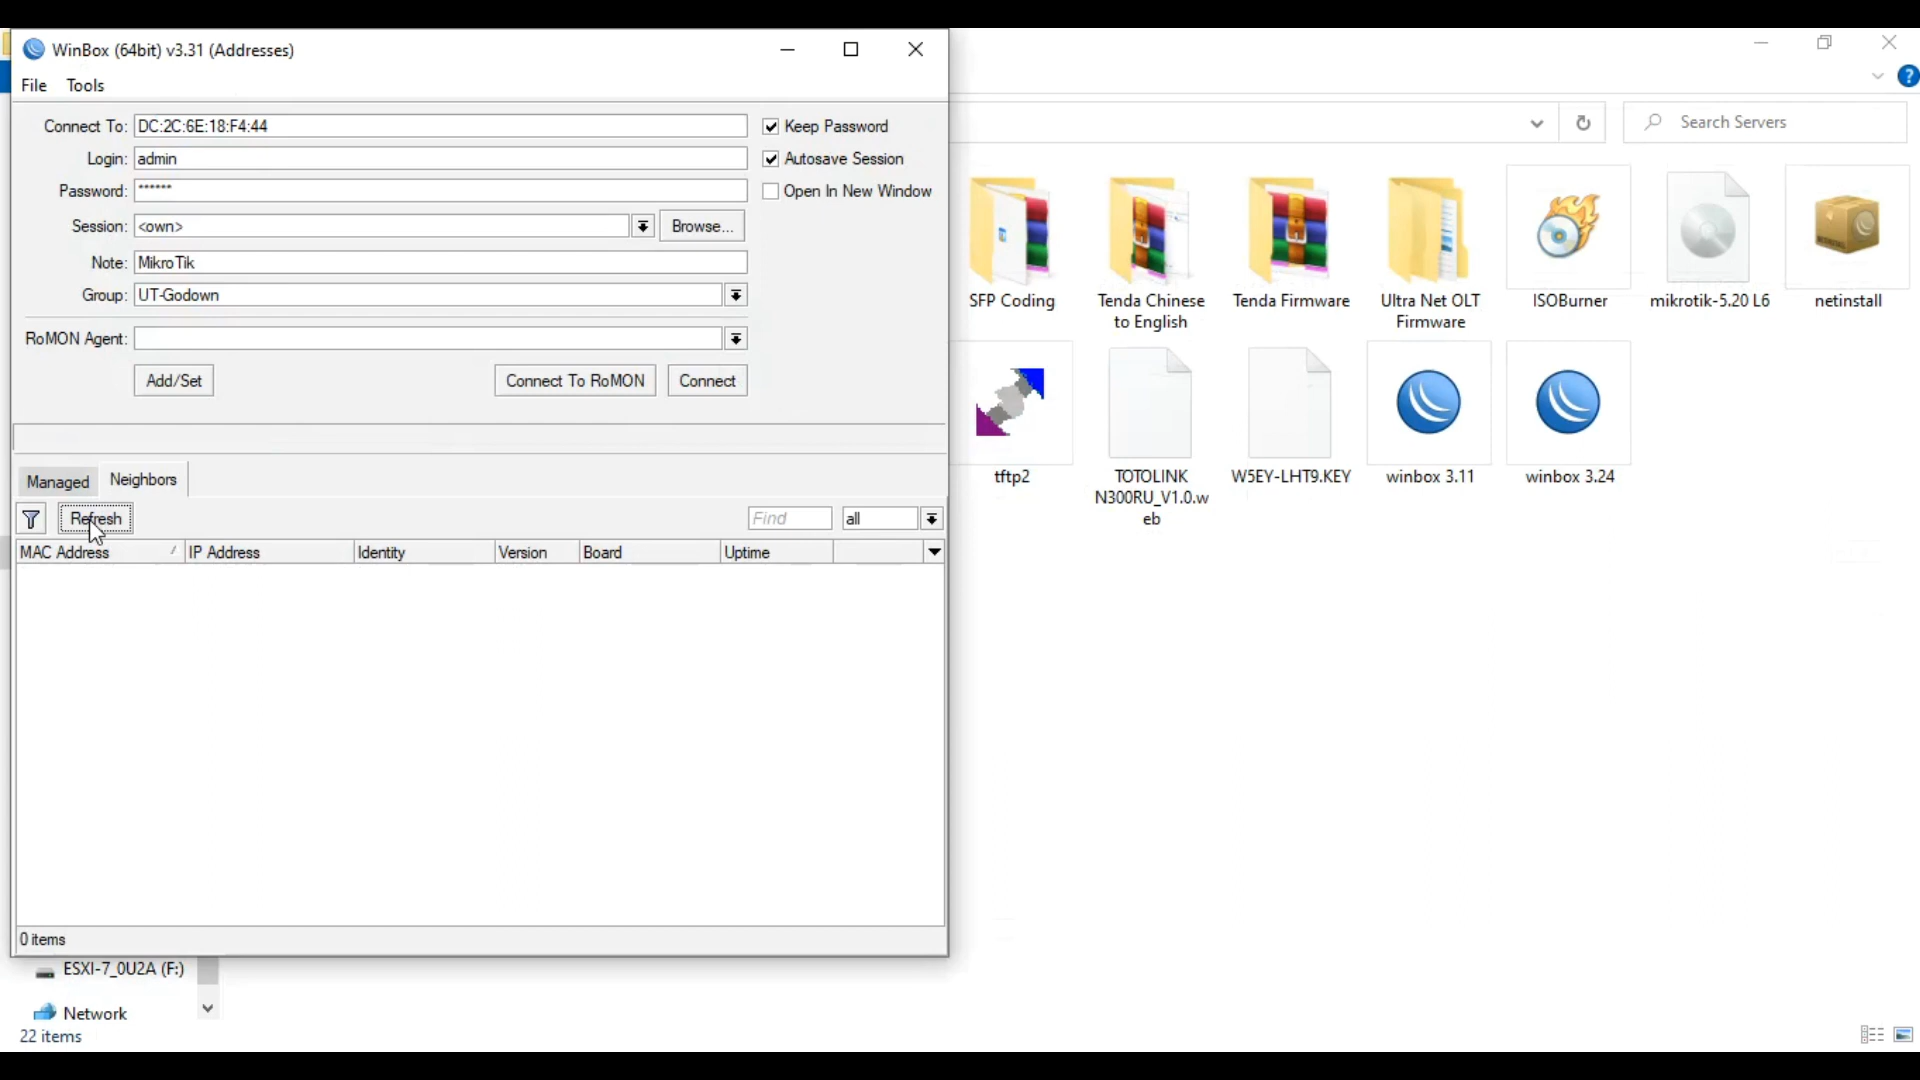 WinBox (64bit) v3.31 (Addresses)
File Tools
Connect To: DC:2C:6E:18:F4:44
Keep Password
Login: admin
Autosave Session
Password: ******
Open In New Window
Session: <own>
Browse...
Note: MikroTik
Group: UT-Godown
RoMON Agent:
Add/Set
Connect To RoMON
Connect
Managed
Neighbors
Refresh
Find
all
MAC Address
IP Address
Identity
Version
Board
Uptime
0 items
ESXI-7_0U2A (F:)
Network
22 items
?
Search Servers
SFP Coding
Tenda Chinese
to English
Tenda Firmware
Ultra Net OLT
Firmware
ISOBurner
mikrotik-5.20 L6
netinstall
tftp2
TOTOLINK
N300RU_V1.0.w
eb
W5EY-LHT9.KEY
winbox 3.11
winbox 3.24